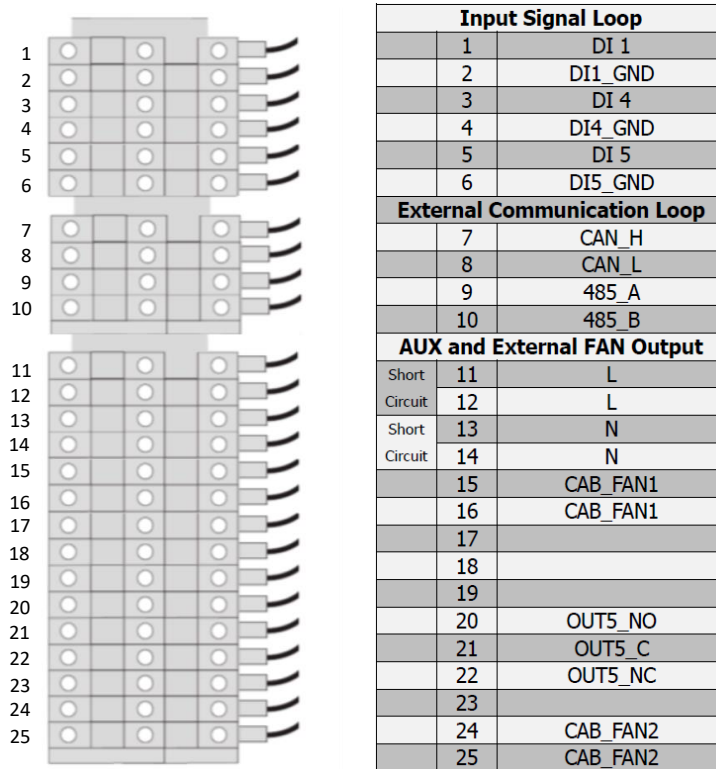 1
2
3
4
5
6
7
8
9
10
11
12
13
14
15
16
17
18
19
20
21
22
23
24
25
Input Signal Loop
1 DI 1
2 DI1_GND
3 DI 4
4 DI4_GND
5 DI 5
6 DI5_GND
External Communication Loop
7 CAN_H
8 CAN_L
9 485_A
10 485_B
AUX and External FAN Output
Short 11 L
Circuit 12 L
Short 13 N
Circuit 14 N
15 CAB_FAN1
16 CAB_FAN1
17
18
19
20 OUT5_NO
21 OUT5_C
22 OUT5_NC
23
24 CAB_FAN2
25 CAB_FAN2